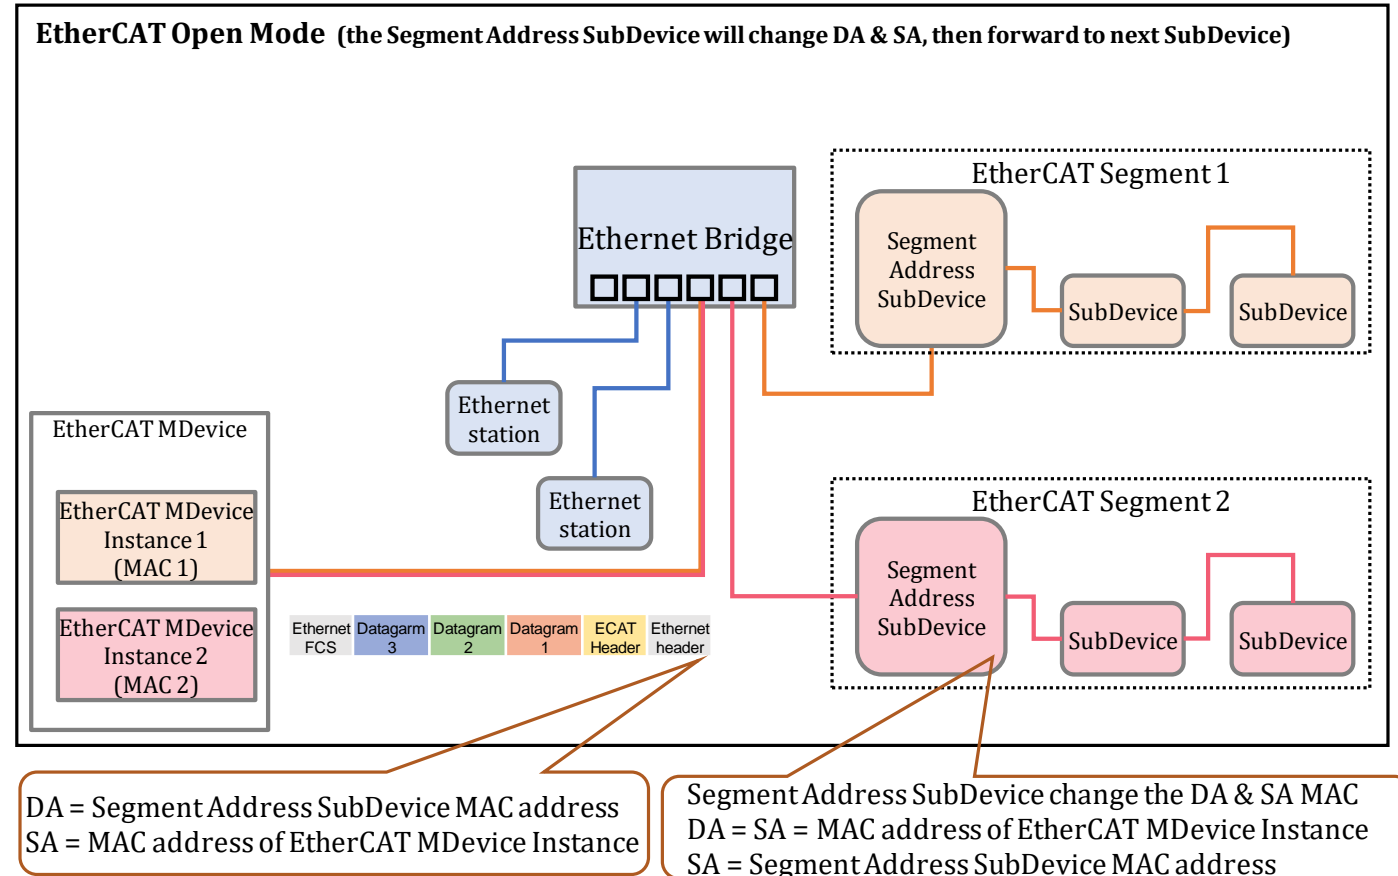 EtherCAT Open Mode (the Segment Address SubDevice will change DA & SA, then forward to next SubDevice)
EtherCAT Segment 1
Ethernet Bridge
Segment
Address
SubDevice
SubDevice
SubDevice
Ethernet
station
EtherCAT MDevice
Ethernet
station
EtherCAT Segment 2
EtherCAT MDevice
Instance 1
(MAC 1)
Segment
Address
SubDevice
SubDevice
SubDevice
EtherCAT MDevice
Instance 2
(MAC 2)
Ethernet
FCS
Datagarm
3
Datagram
2
Datagram
1
ECAT
Header
Ethernet
header
DA = Segment Address SubDevice MAC address
SA = MAC address of EtherCAT MDevice Instance
Segment Address SubDevice change the DA & SA MAC
DA = SA = MAC address of EtherCAT MDevice Instance
SA = Segment Address SubDevice MAC address